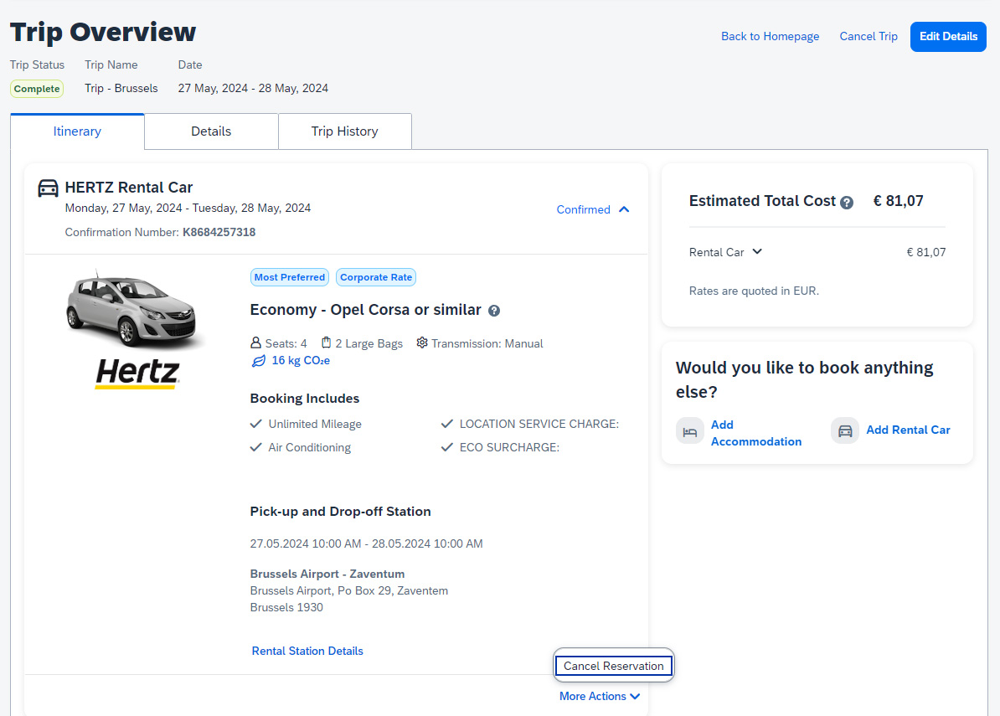 Trip Overview
Back to Homepage
Cancel Trip
Edit Details
Trip Status
Trip Name
Date
Complete
Trip - Brussels
27 May, 2024 - 28 May, 2024
Itinerary
Details
Trip History
HERTZ Rental Car
Monday, 27 May, 2024 - Tuesday, 28 May, 2024
Confirmation Number: K8684257318
Confirmed
Most Preferred
Corporate Rate
Economy - Opel Corsa or similar
Seats: 4
2 Large Bags
Transmission: Manual
16 kg CO₂e
Hertz
Booking Includes
Unlimited Mileage
LOCATION SERVICE CHARGE:
Air Conditioning
ECO SURCHARGE:
Pick-up and Drop-off Station
27.05.2024 10:00 AM - 28.05.2024 10:00 AM
Brussels Airport - Zaventum
Brussels Airport, Po Box 29, Zaventem
Brussels 1930
Rental Station Details
Cancel Reservation
More Actions
Estimated Total Cost
€ 81,07
Rental Car
€ 81,07
Rates are quoted in EUR.
Would you like to book anything
else?
Add
Accommodation
Add Rental Car